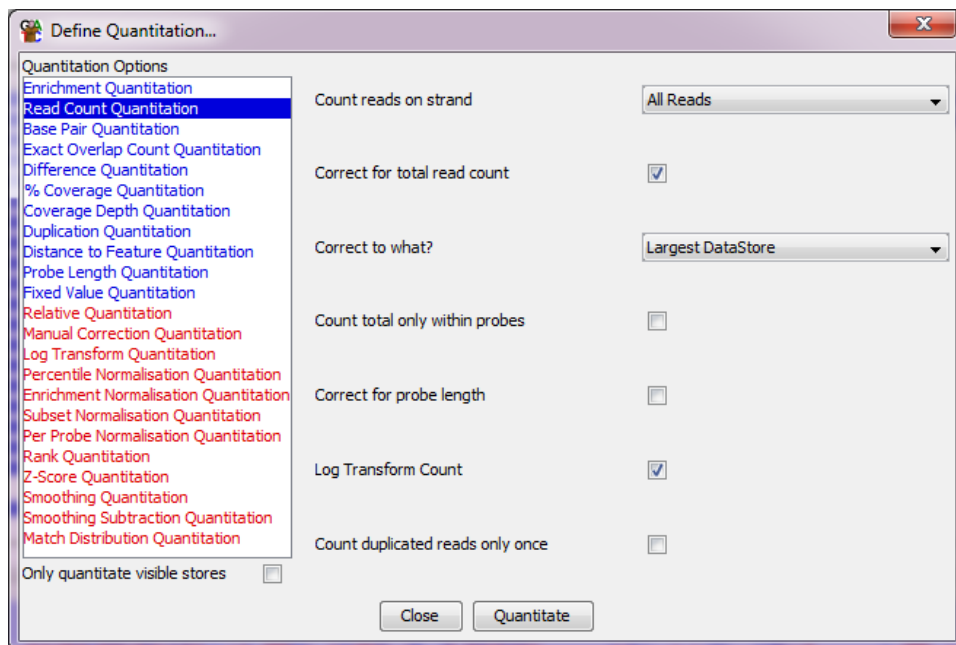 Define Quantitation...
Quantitation Options
Enrichment Quantitation
Read Count Quantitation
Base Pair Quantitation
Exact Overlap Count Quantitation
Difference Quantitation
% Coverage Quantitation
Coverage Depth Quantitation
Duplication Quantitation
Distance to Feature Quantitation
Probe Length Quantitation
Fixed Value Quantitation
Relative Quantitation
Manual Correction Quantitation
Log Transform Quantitation
Percentile Normalisation Quantitation
Enrichment Normalisation Quantitation
Subset Normalisation Quantitation
Per Probe Normalisation Quantitation
Rank Quantitation
Z-Score Quantitation
Smoothing Quantitation
Smoothing Subtraction Quantitation
Match Distribution Quantitation
Only quantitate visible stores
Count reads on strand All Reads
Correct for total read count
Correct to what? Largest DataStore
Count total only within probes
Correct for probe length
Log Transform Count
Count duplicated reads only once
Close Quantitate